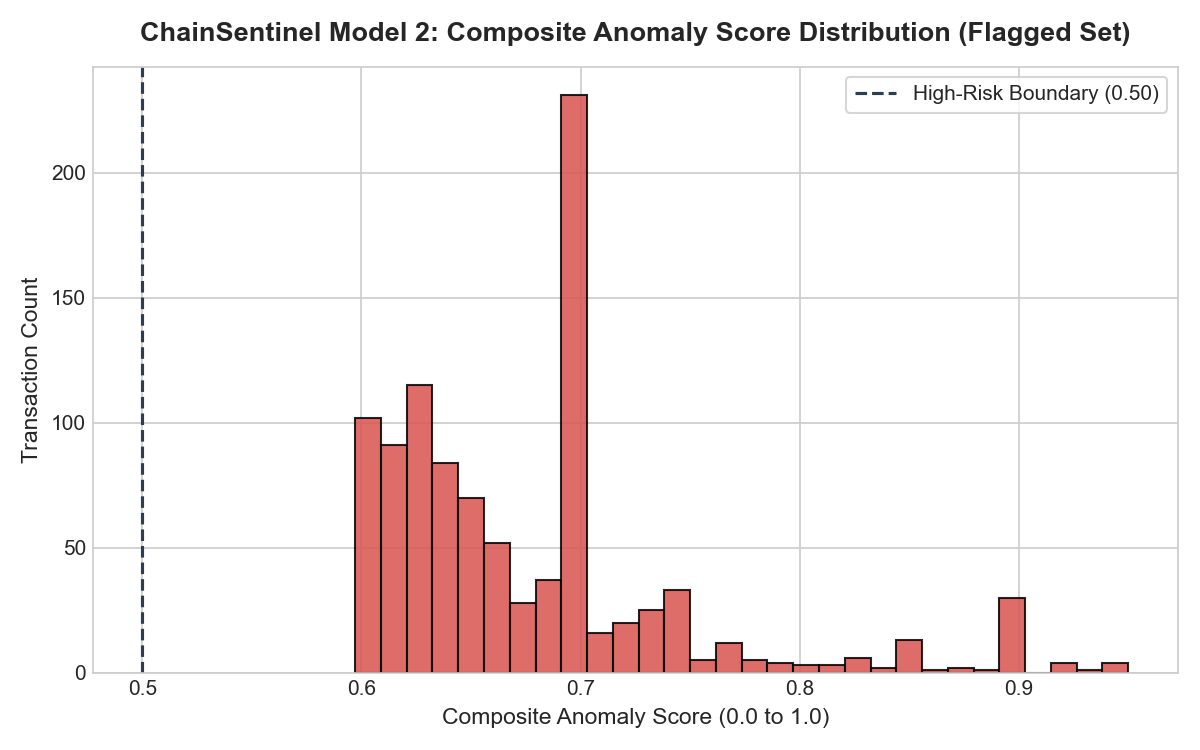 ChainSentinel Model 2: Composite Anomaly Score Distribution (Flagged Set)
High-Risk Boundary (0.50)
Transaction Count
200
150
100
50
0
0.5
0.6
0.7
0.8
0.9
Composite Anomaly Score (0.0 to 1.0)